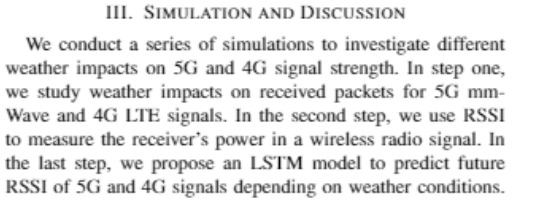 III. SIMULATION AND DISCUSSION
We conduct a series of simulations to investigate different
weather impacts on 5G and 4G signal strength. In step one,
we study weather impacts on received packets for 5G mm-
Wave and 4G LTE signals. In the second step, we use RSSI
to measure the receiver's power in a wireless radio signal. In
the last step, we propose an LSTM model to predict future
RSSI of 5G and 4G signals depending on weather conditions.